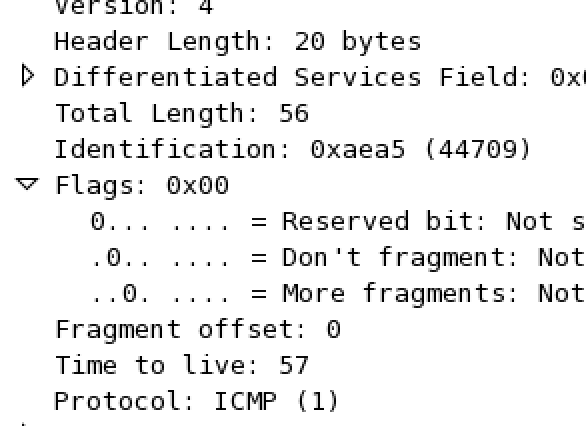 Version: 4
Header Length: 20 bytes
Differentiated Services Field: 0x
Total Length: 56
Identification: 0xaea5 (44709)
Flags: 0x00
0... .... = Reserved bit: Not s
.0.. .... = Don't fragment: Not
..0. .... = More fragments: Not
Fragment offset: 0
Time to live: 57
Protocol: ICMP (1)